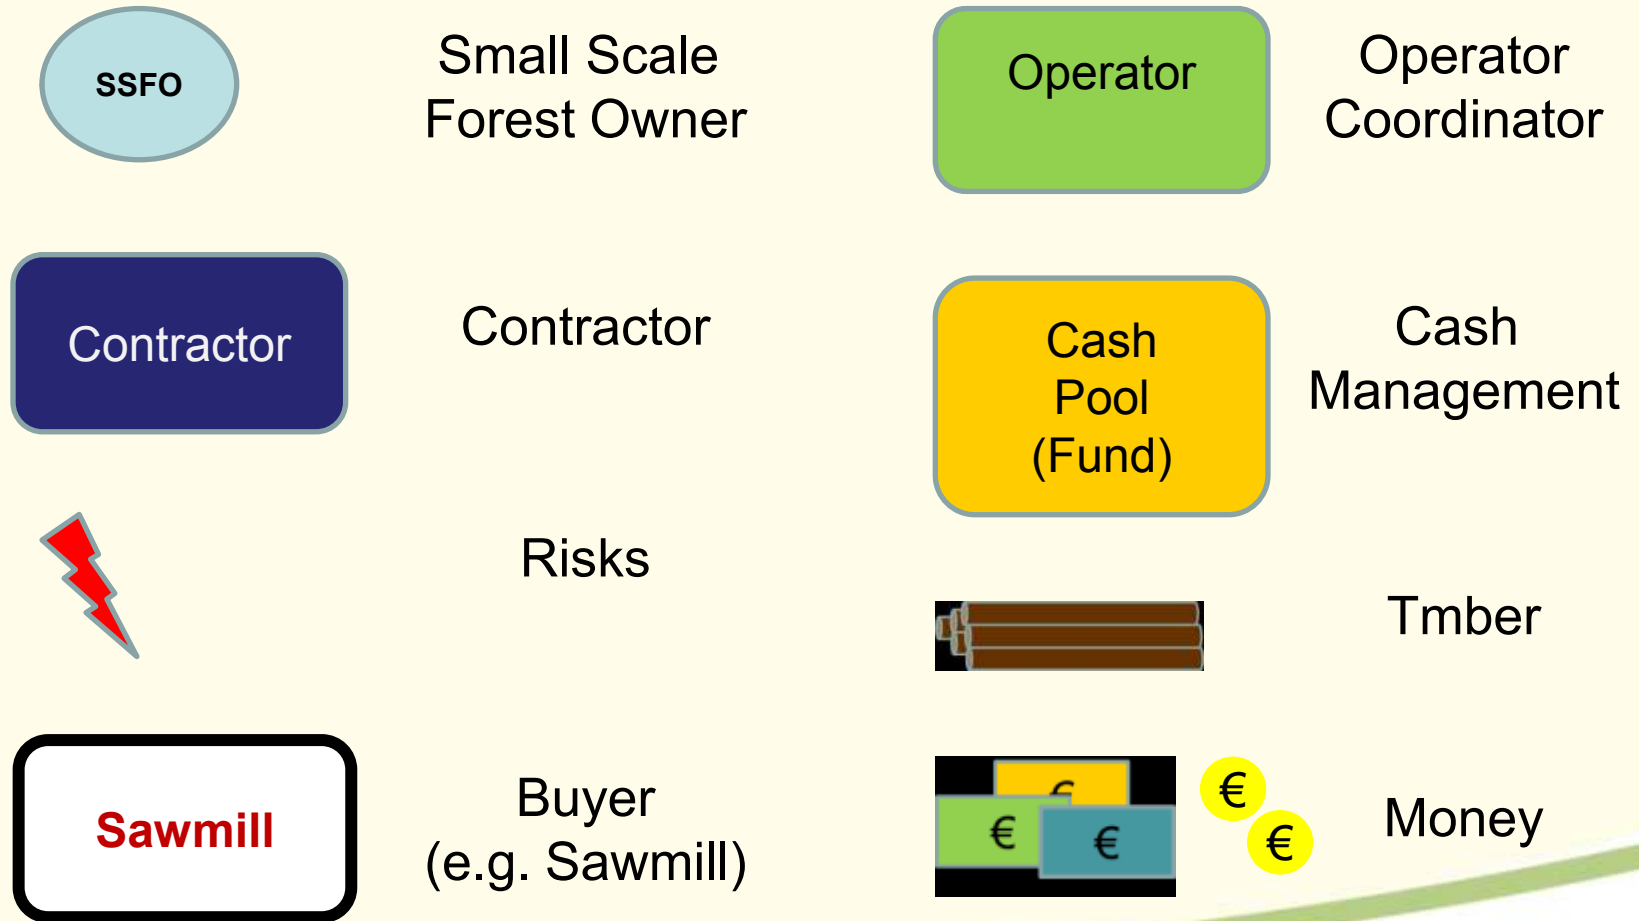 SSFO
Small Scale
Forest Owner
Operator
Operator
Coordinator
Contractor
Contractor
Cash
Pool
(Fund)
Cash
Management
Risks
Tmber
Sawmill
Buyer
(e.g. Sawmill)
€
€
€
€
€
Money